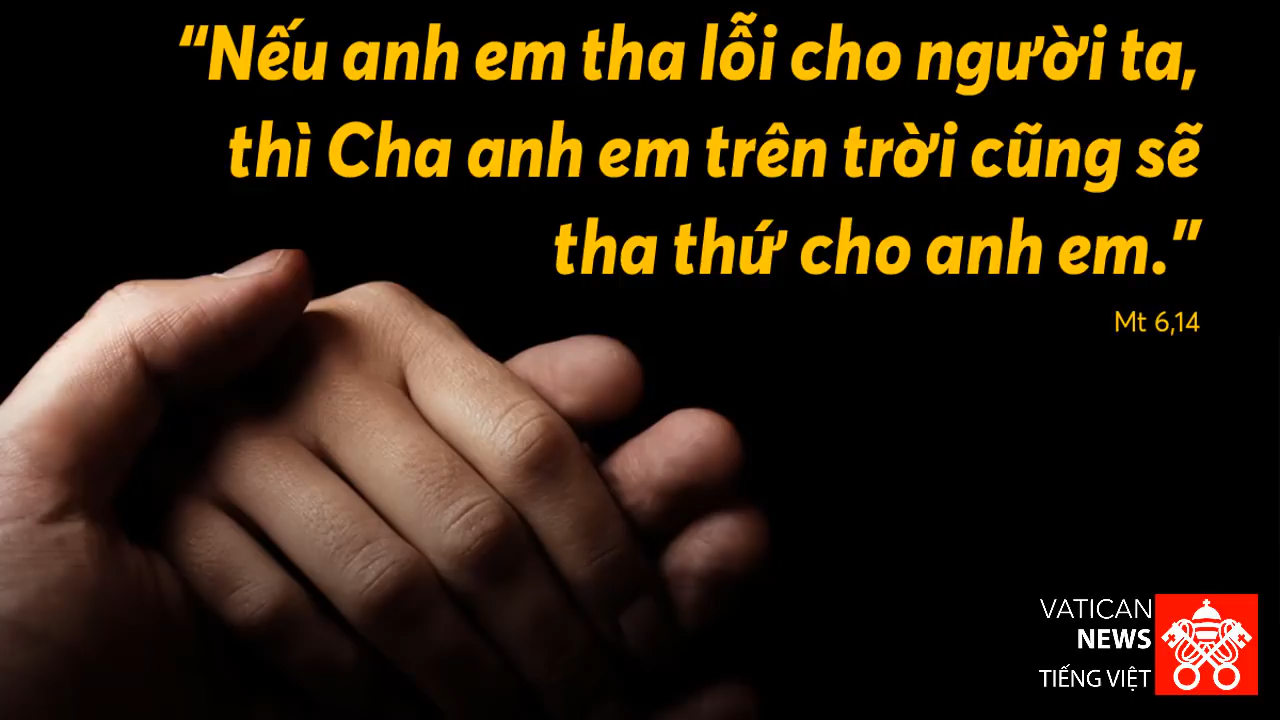 “Nếu anh em tha lỗi cho người ta,
thì Cha anh em trên trời cũng sẽ
tha thứ cho anh em.”
Mt 6,14
VATICAN
NEWS
TIẾNG VIỆT